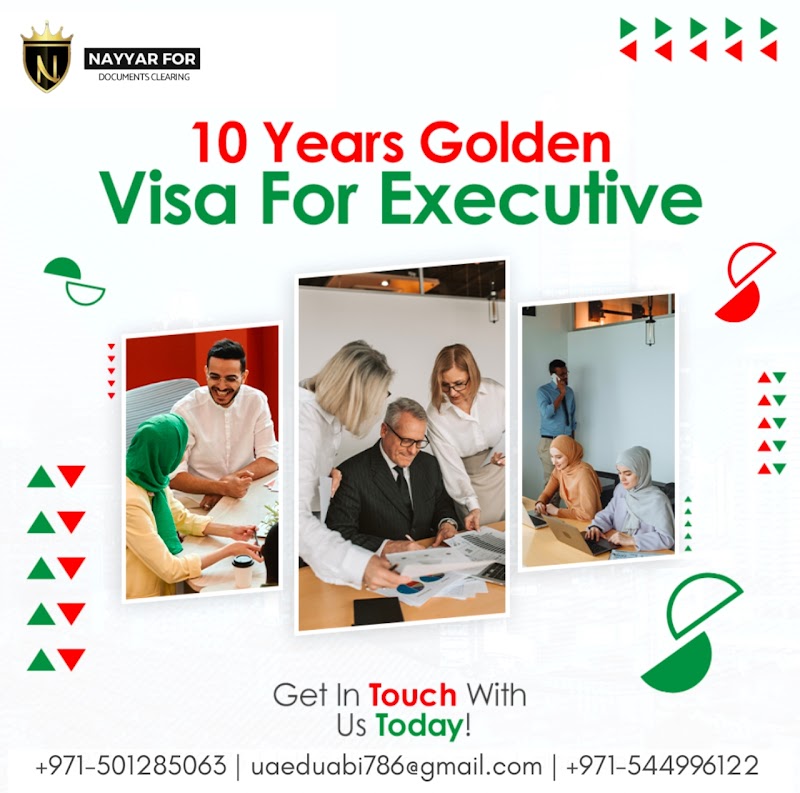 N
NAYYAR FOR
DOCUMENTS CLEARING
10 Years Golden
Visa For Executive
Get In Touch With
Us Today!
+971-501285063 | uaeduabi786@gmail.com | +971-544996122